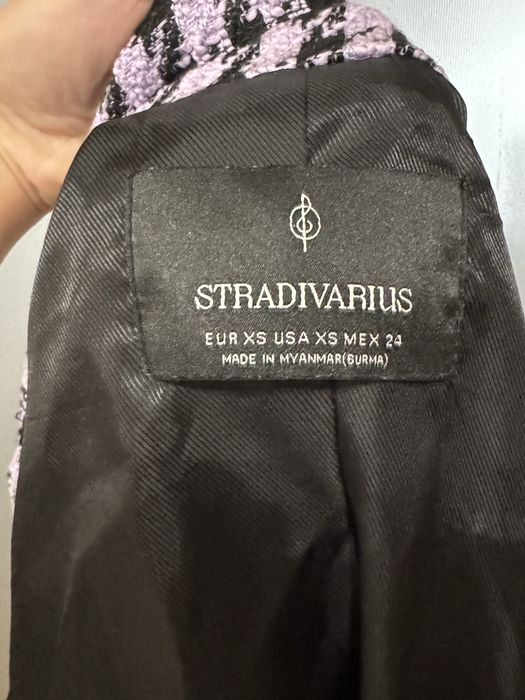 STRADIVARIUS
EUR XS USA XS MEX 24
MADE IN MYANMAR(BURMA)